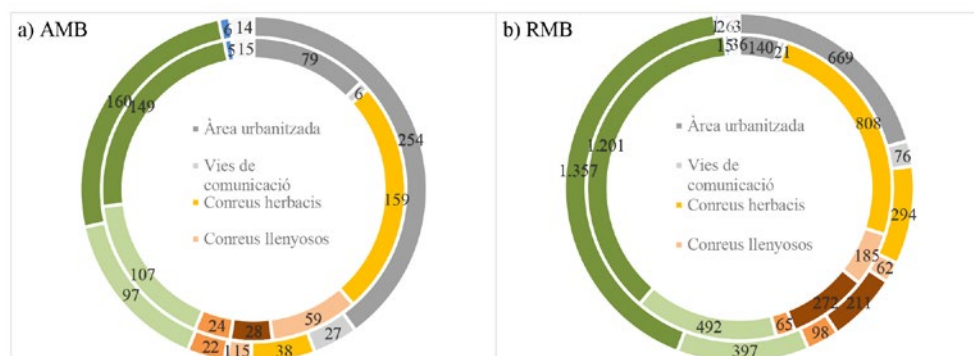 a) AMB
6
14
5
15
79
6
160
149
254
159
Àrea urbanitzada
Vies de
comunicació
Conreus herbacis
Conreus llenyosos
107
97
24
22
28
59
27
38
b) RMB
140
21
669
808
76
1.201
1.357
294
Àrea urbanitzada
Vies de
comunicació
Conreus herbacis
Conreus llenyosos
185
62
272
211
492
65
98
397